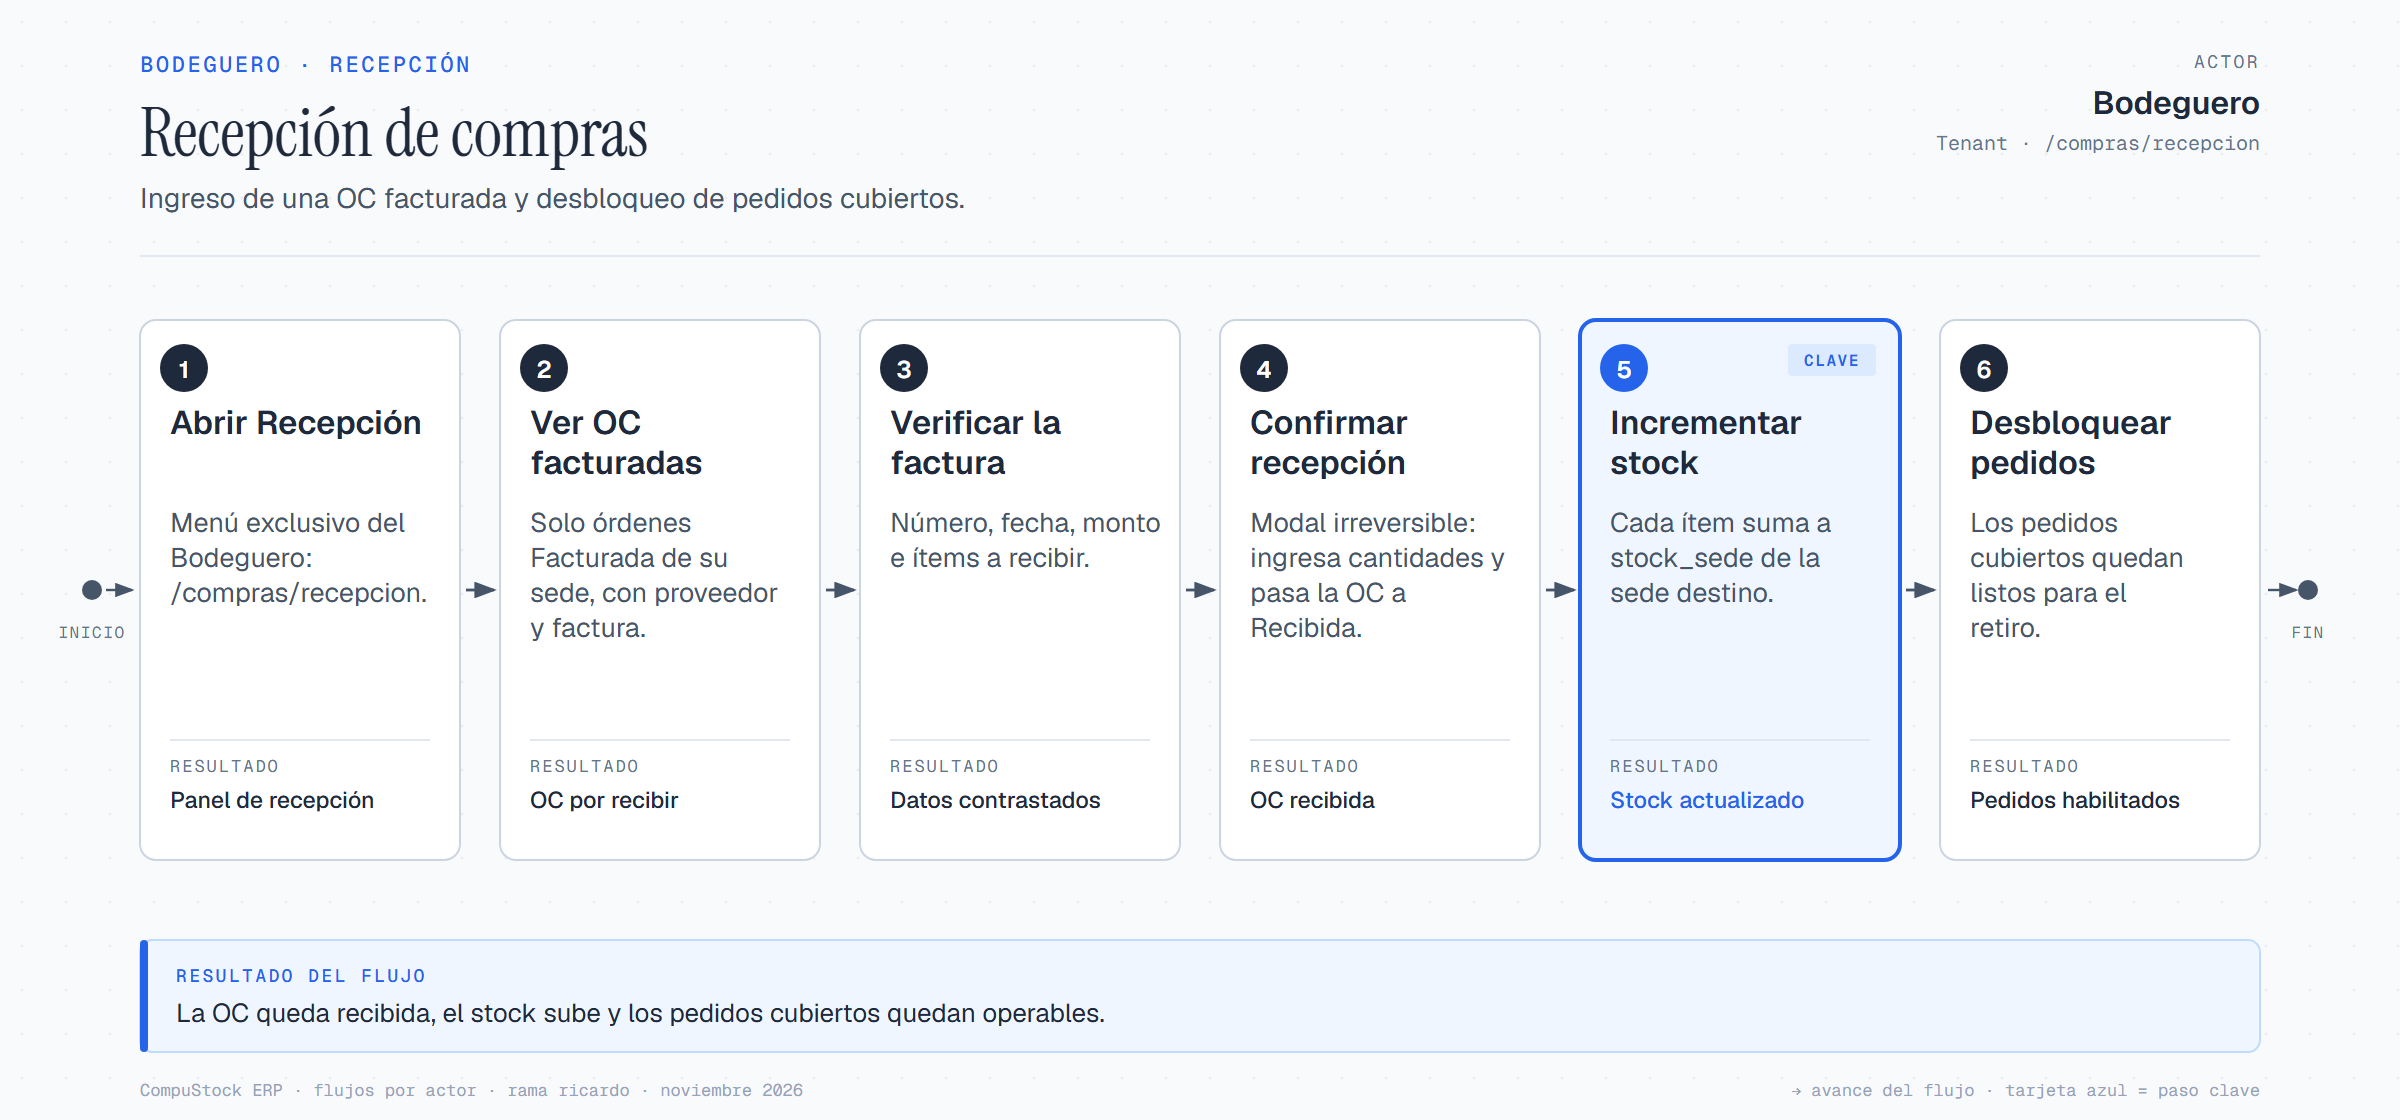 BODEGUERO · RECEPCIÓN
Recepción de compras
Ingreso de una OC facturada y desbloqueo de pedidos cubiertos.
ACTOR
Bodeguero
Tenant · /compras/recepcion
INICIO
1
Abrir Recepción
Menú exclusivo del
Bodeguero:
/compras/recepcion.
RESULTADO
Panel de recepción
2
Ver OC
facturadas
Solo órdenes
Facturada de su
sede, con proveedor
y factura.
RESULTADO
OC por recibir
3
Verificar la
factura
Número, fecha, monto
e ítems a recibir.
RESULTADO
Datos contrastados
4
Confirmar
recepción
Modal irreversible:
ingresa cantidades y
pasa la OC a
Recibida.
RESULTADO
OC recibida
5
CLAVE
Incrementar
stock
Cada ítem suma a
stock_sede de la
sede destino.
RESULTADO
Stock actualizado
6
Desbloquear
pedidos
Los pedidos
cubiertos quedan
listos para el
retiro.
RESULTADO
Pedidos habilitados
FIN
RESULTADO DEL FLUJO
La OC queda recibida, el stock sube y los pedidos cubiertos quedan operables.
CompuStock ERP · flujos por actor · rama ricardo · noviembre 2026
→ avance del flujo · tarjeta azul = paso clave